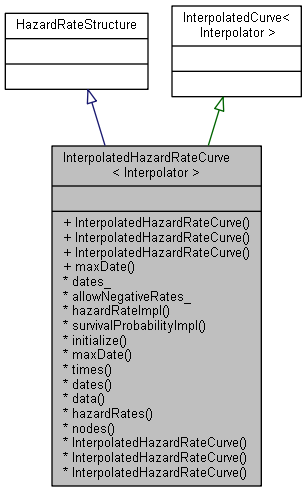 HazardRateStructure
InterpolatedCurve<
Interpolator >
InterpolatedHazardRateCurve
< Interpolator >
+ InterpolatedHazardRateCurve()
+ InterpolatedHazardRateCurve()
+ InterpolatedHazardRateCurve()
+ maxDate()
* dates_
* allowNegativeRates_
* hazardRateImpl()
* survivalProbabilityImpl()
* initialize()
* maxDate()
* times()
* dates()
* data()
* hazardRates()
* nodes()
* InterpolatedHazardRateCurve()
* InterpolatedHazardRateCurve()
* InterpolatedHazardRateCurve()